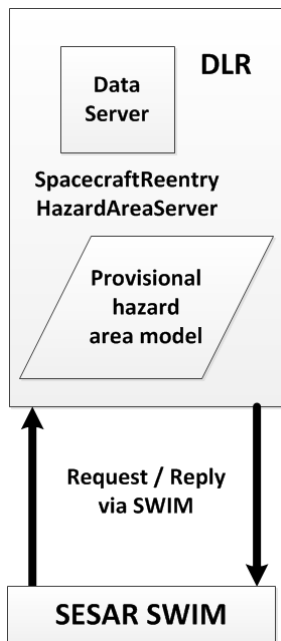 DLR
Data
Server
SpacecraftReentry
HazardAreaServer
Provisional
hazard
area model
Request / Reply
via SWIM
SESAR SWIM